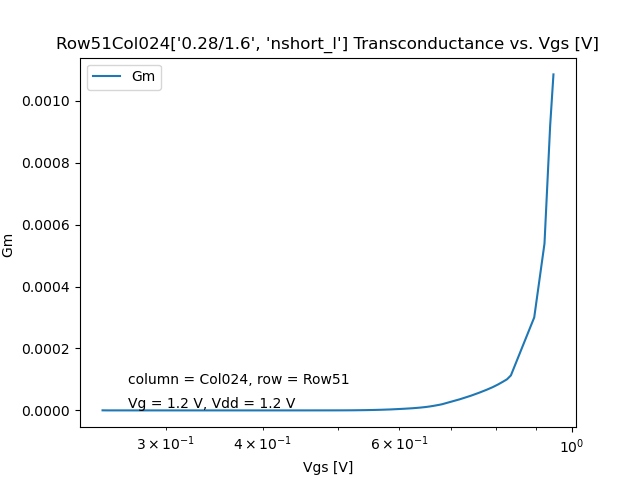 Row51Col024['0.28/1.6', 'nshort_l'] Transconductance vs. Vgs [V]
Gm
0.0010
0.0008
0.0006
0.0004
0.0002
0.0000
Gm
column = Col024, row = Row51
Vg = 1.2 V, Vdd = 1.2 V
3 × 10⁻¹
4 × 10⁻¹
6 × 10⁻¹
10⁰
Vgs [V]